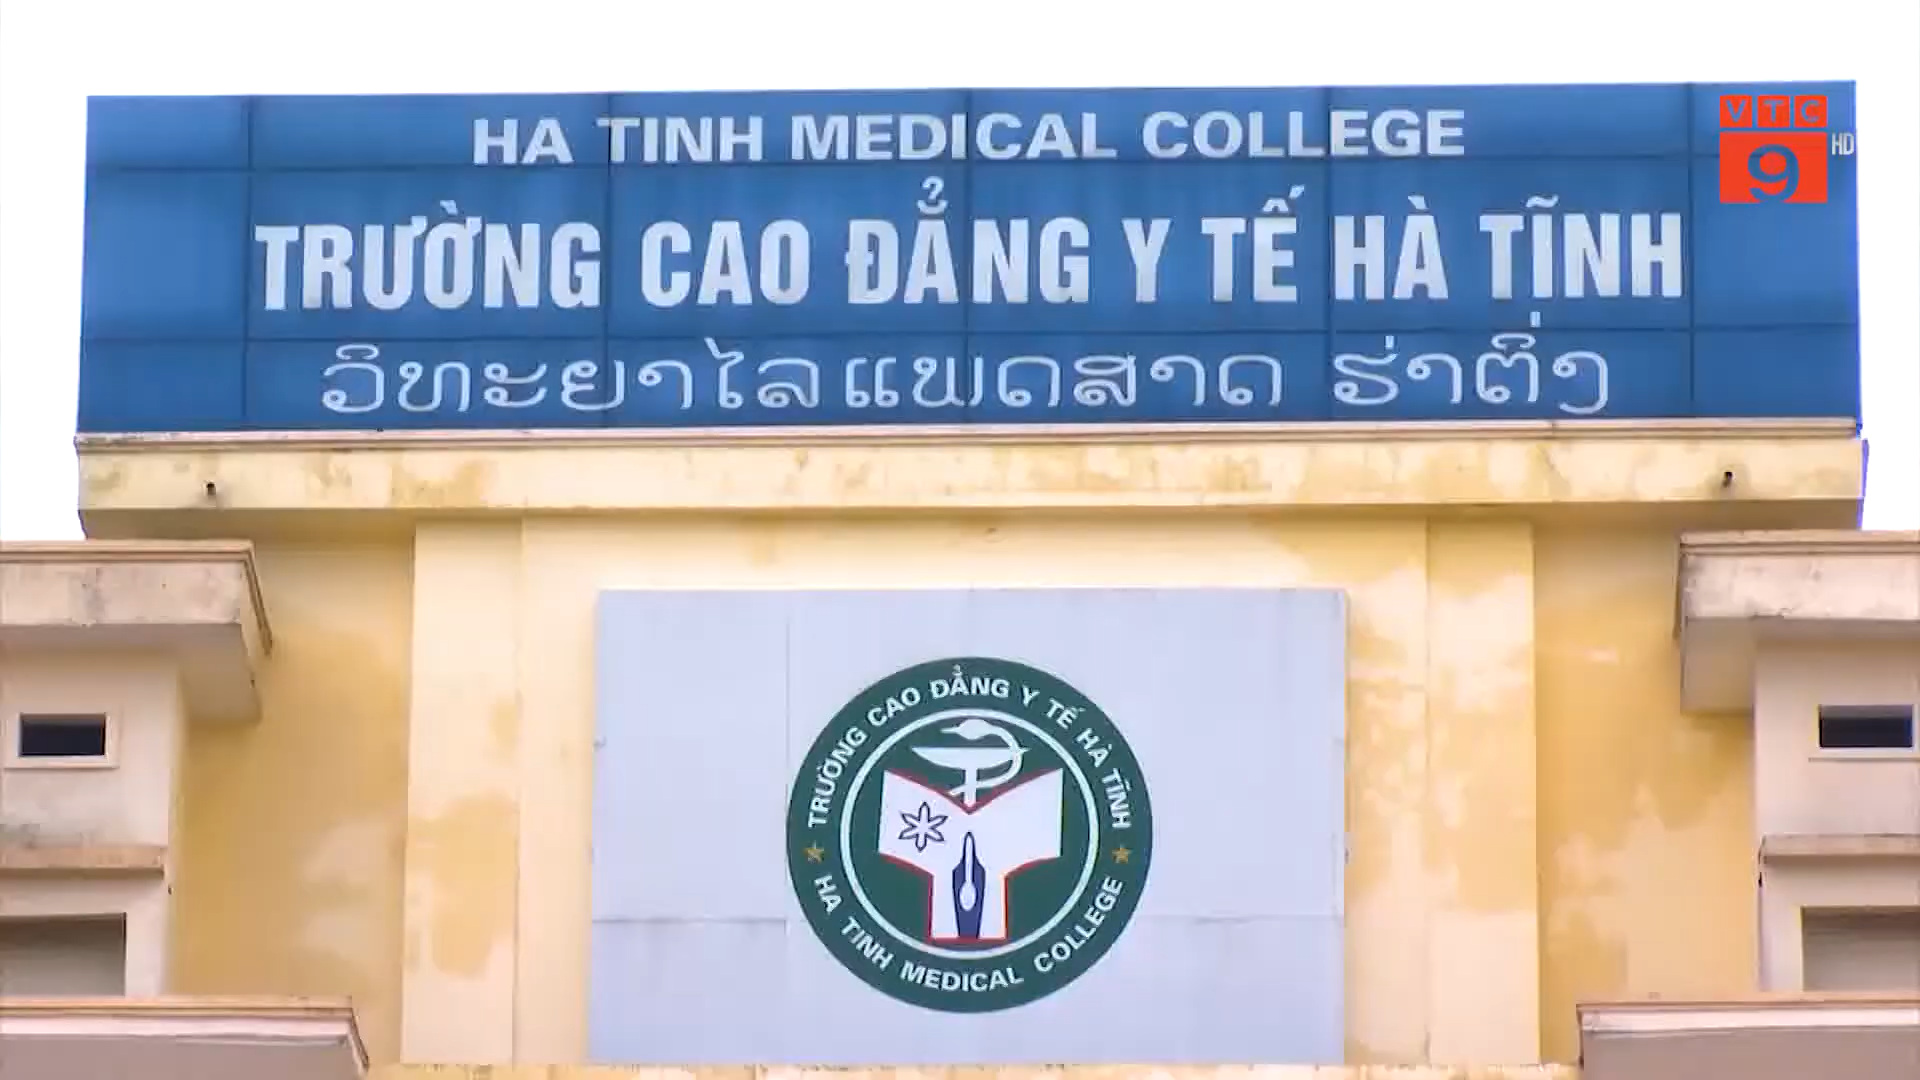 HA TINH MEDICAL COLLEGE
TRƯỜNG CAO ĐẲNG Y TẾ HÀ TĨNH
ວິທະຍາໄລແພດສາດ ຮ່າຕິ່ງ
VTC
9
HD
TRƯỜNG CAO ĐẲNG Y TẾ HÀ TĨNH
HA TINH MEDICAL COLLEGE